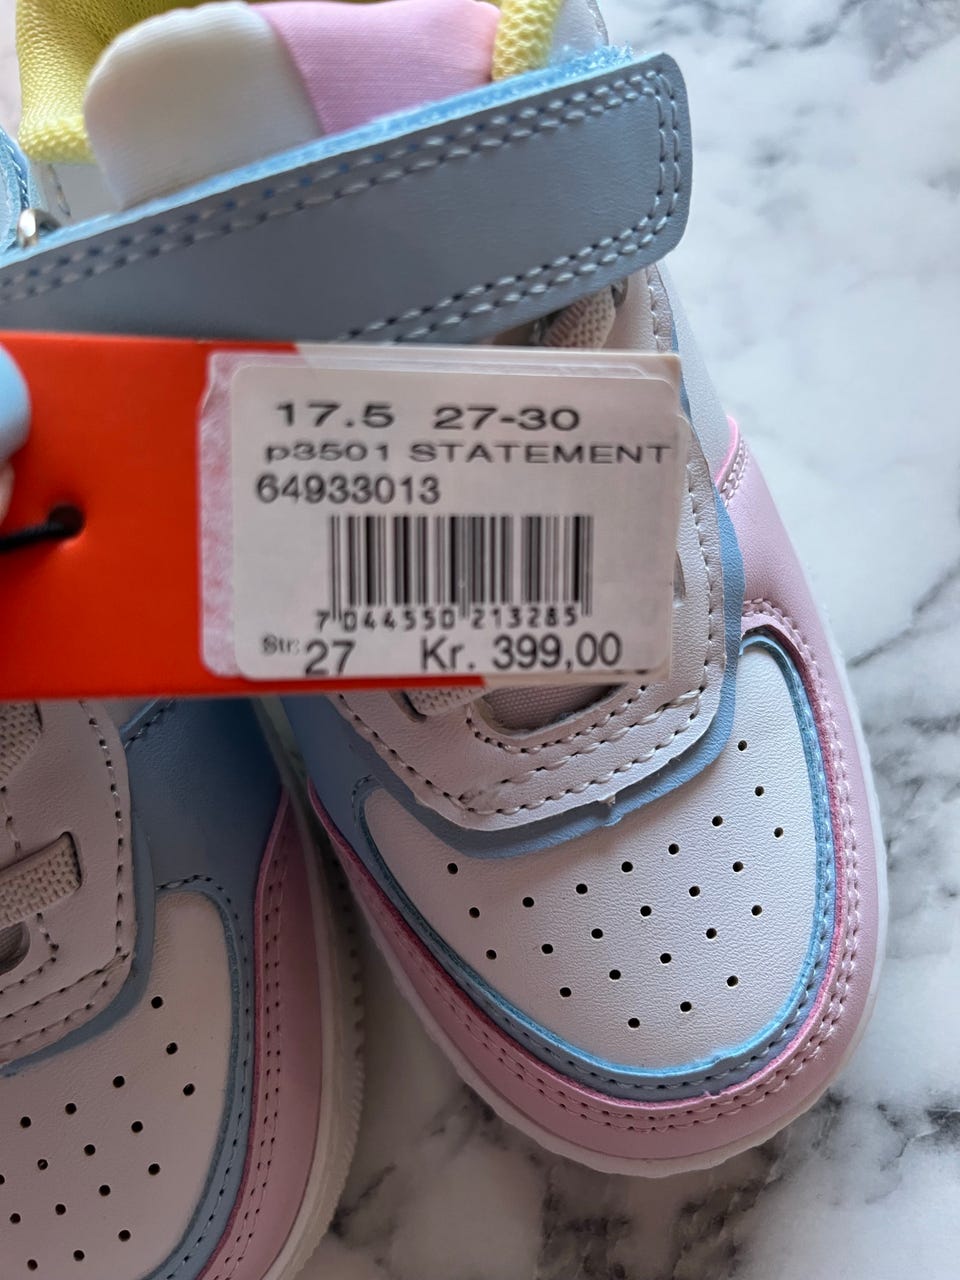 17.5 27-30
p3501 STATEMENT
64933013
7 044550 213285
Str: 27 Kr. 399,00